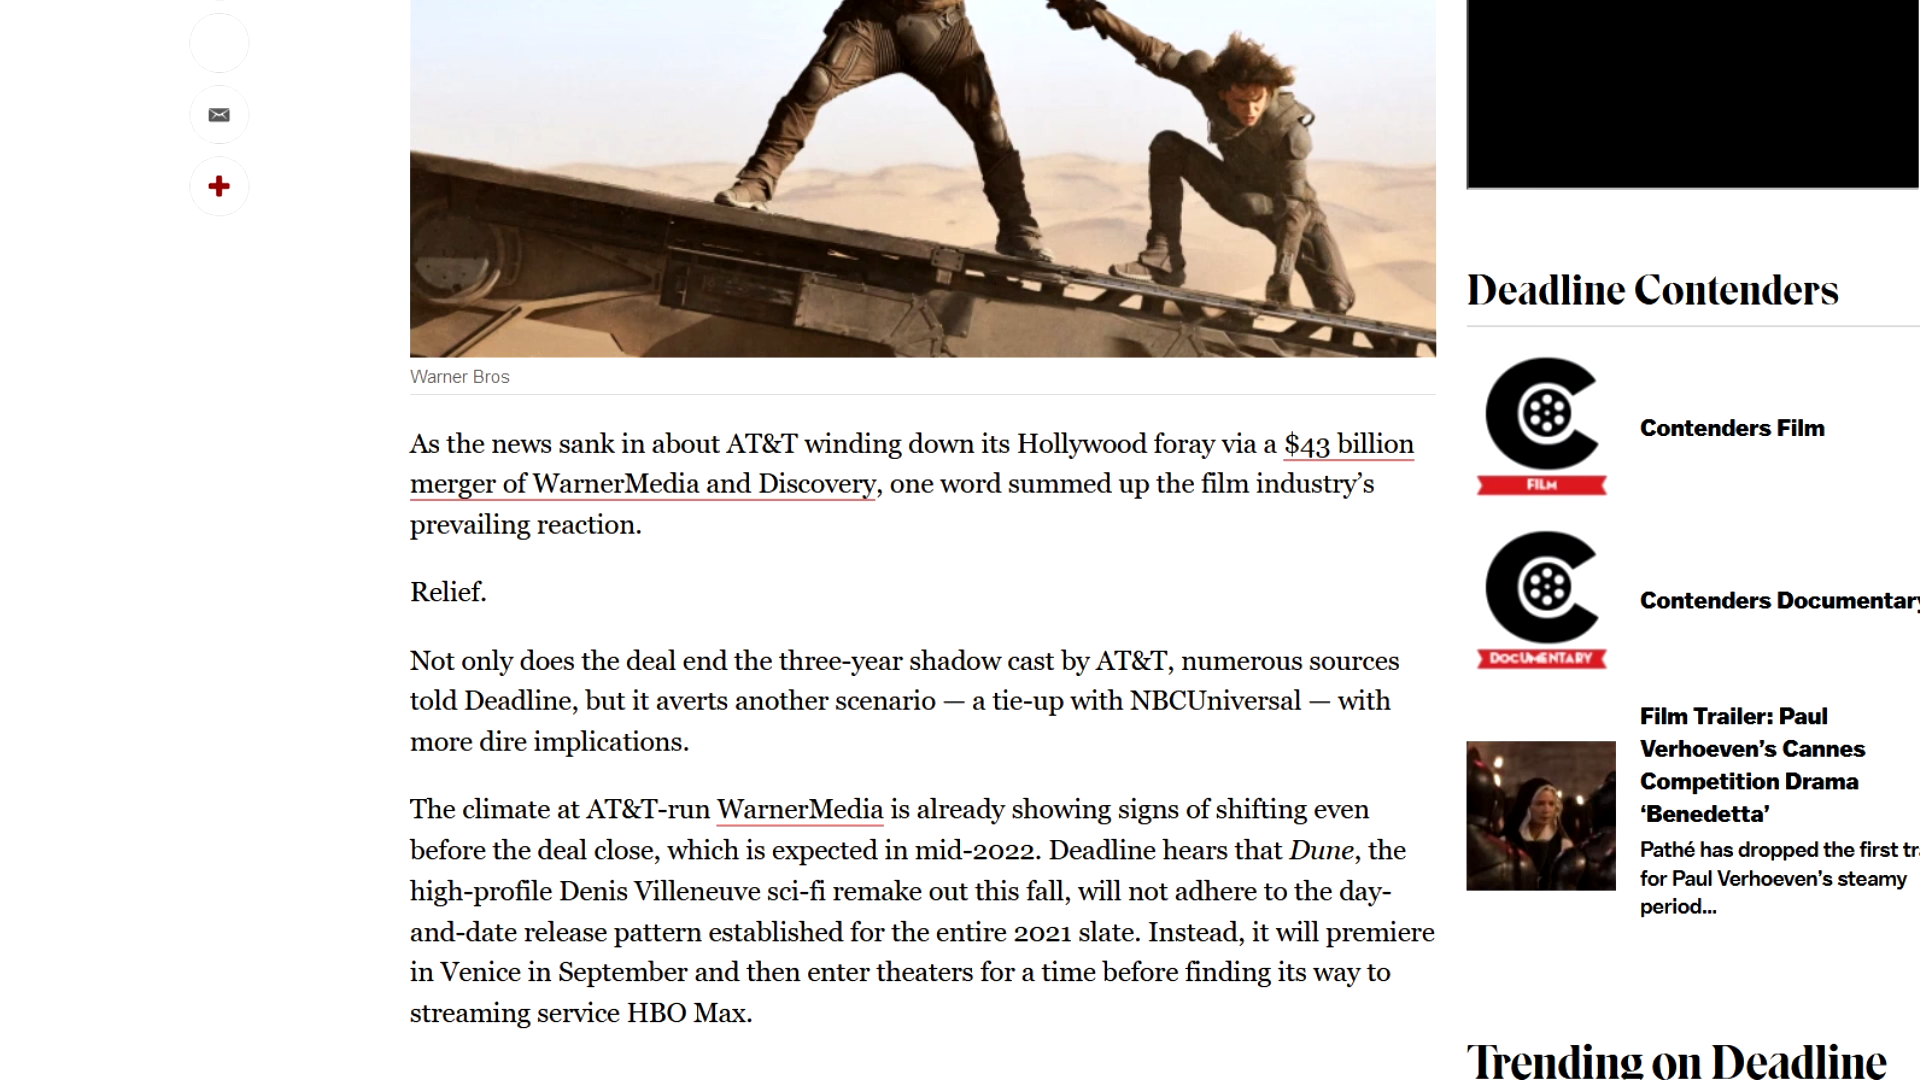 Warner Bros
As the news sank in about AT&T winding down its Hollywood foray via a $43 billion
merger of WarnerMedia and Discovery, one word summed up the film industry’s
prevailing reaction.
Relief.
Not only does the deal end the three-year shadow cast by AT&T, numerous sources
told Deadline, but it averts another scenario — a tie-up with NBCUniversal — with
more dire implications.
The climate at AT&T-run WarnerMedia is already showing signs of shifting even
before the deal close, which is expected in mid-2022. Deadline hears that Dune, the
high-profile Denis Villeneuve sci-fi remake out this fall, will not adhere to the day-
and-date release pattern established for the entire 2021 slate. Instead, it will premiere
in Venice in September and then enter theaters for a time before finding its way to
streaming service HBO Max.
Deadline Contenders
FILM
Contenders Film
DOCUMENTARY
Contenders Documentary
Film Trailer: Paul
Verhoeven’s Cannes
Competition Drama
‘Benedetta’
Pathé has dropped the first
for Paul Verhoeven’s steamy
period...
Trending on Deadline